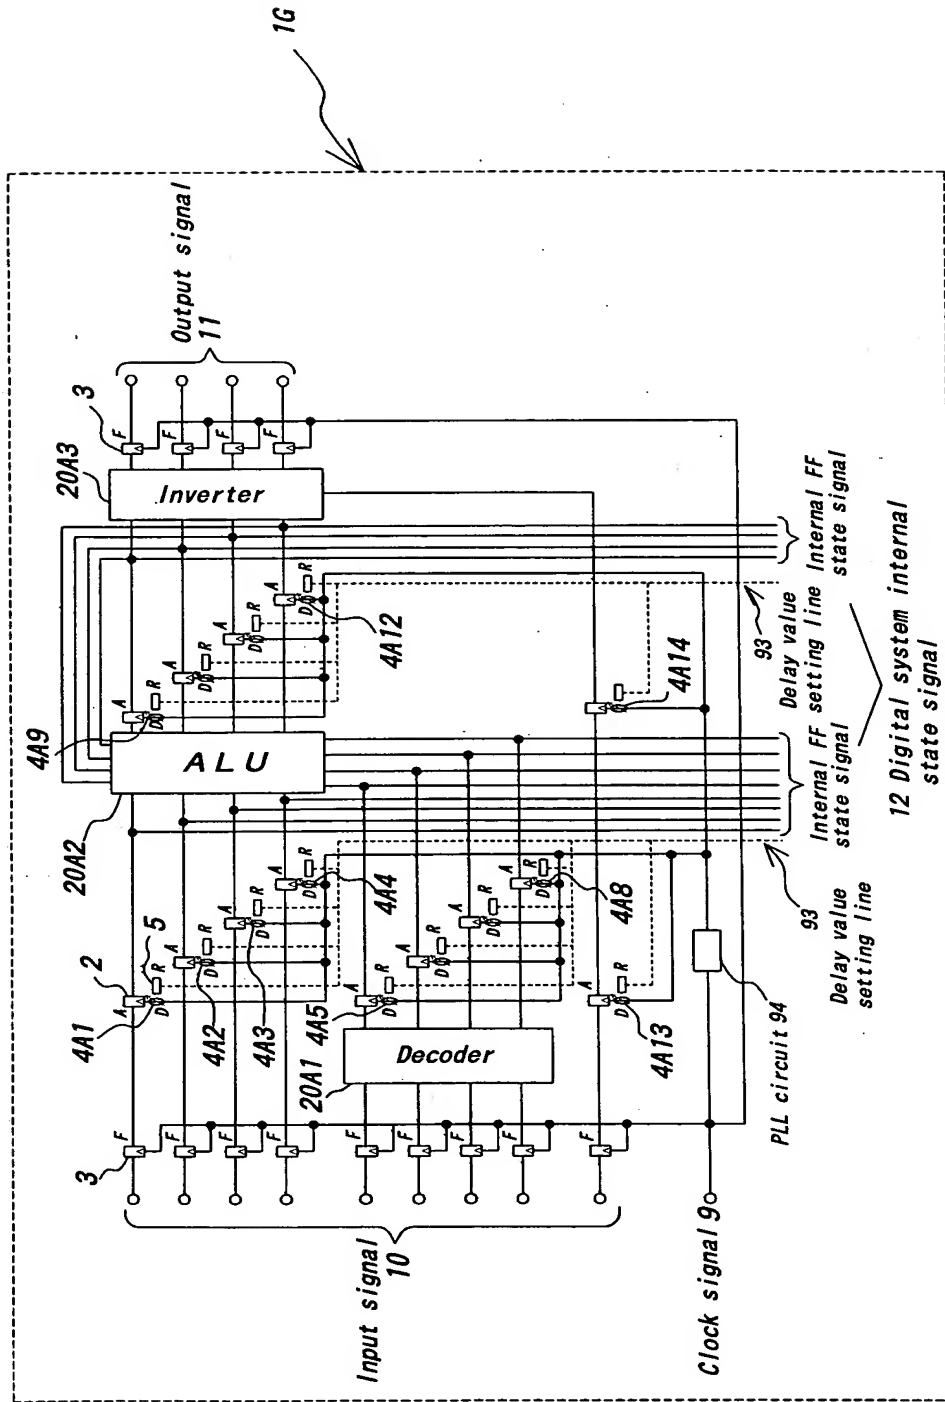 1G
Output signal
11
3
F
F
F
F
20A3
Inverter
A
R
D
4A12
A
R
D
A
R
D
A
R
D
4A9
ALU
20A2
4A14
Internal FF
state signal
93
Delay value
setting line
Internal FF
state signal
12 Digital system internal
state signal
93
Delay value
setting line
2
5
A
R
D
4A1
A
R
D
4A2
A
R
D
4A3
A
R
D
4A4
A
R
D
4A5
A
R
D
A
R
D
A
R
D
4A8
A
R
D
4A13
Decoder
20A1
PLL circuit 94
3
F
F
F
F
F
F
F
F
F
Input signal
10
Clock signal 9